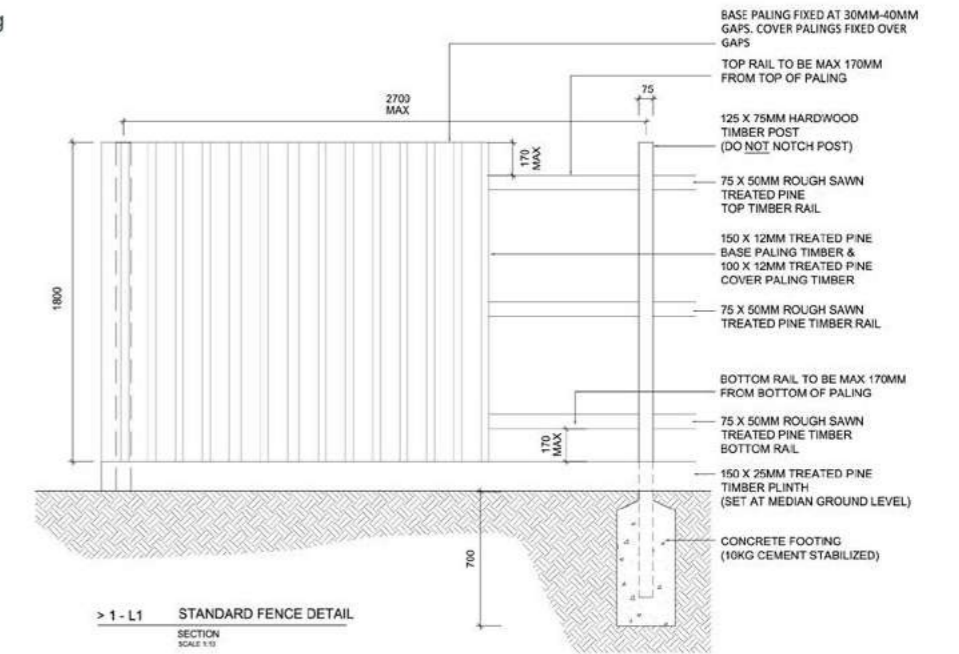 g
BASE PALING FIXED AT 30MM-40MM
GAPS. COVER PALINGS FIXED OVER
GAPS
TOP RAIL TO BE MAX 170MM
FROM TOP OF PALING
75
2700
MAX
125 X 75MM HARDWOOD
TIMBER POST
(DO NOT NOTCH POST)
170
MAX
75 X 50MM ROUGH SAWN
TREATED PINE
TOP TIMBER RAIL
150 X 12MM TREATED PINE
BASE PALING TIMBER &
100 X 12MM TREATED PINE
COVER PALING TIMBER
1800
75 X 50MM ROUGH SAWN
TREATED PINE TIMBER RAIL
BOTTOM RAIL TO BE MAX 170MM
FROM BOTTOM OF PALING
75 X 50MM ROUGH SAWN
TREATED PINE TIMBER
BOTTOM RAIL
170
MAX
150 X 25MM TREATED PINE
TIMBER PLINTH
(SET AT MEDIAN GROUND LEVEL)
700
CONCRETE FOOTING
(10KG CEMENT STABILIZED)
> 1 - L1 STANDARD FENCE DETAIL
SECTION